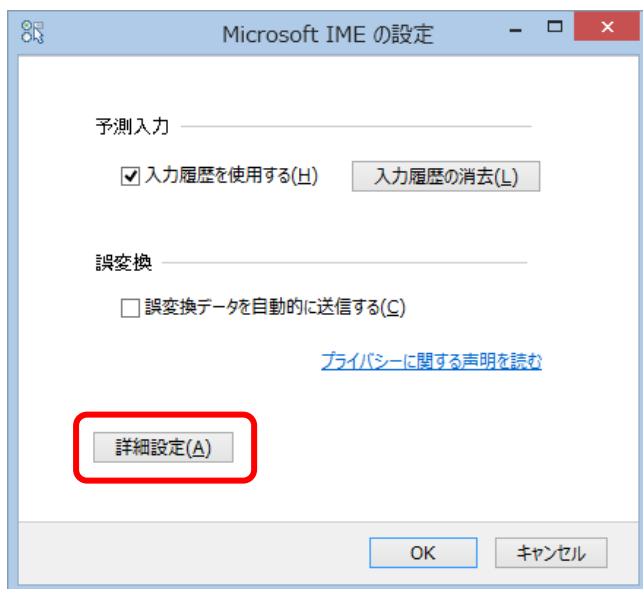 Microsoft IME の設定
予測入力
入力履歴を使用する(H) 入力履歴の消去(L)
誤変換
誤変換データを自動的に送信する(C)
プライバシーに関する声明を読む
詳細設定(A)
OK キャンセル